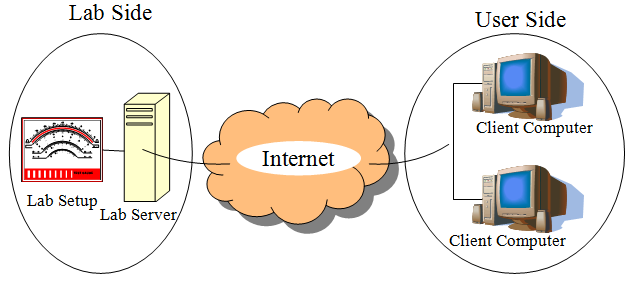 Lab Side
User Side
Lab Setup
Lab Server
Internet
Client Computer
Client Computer